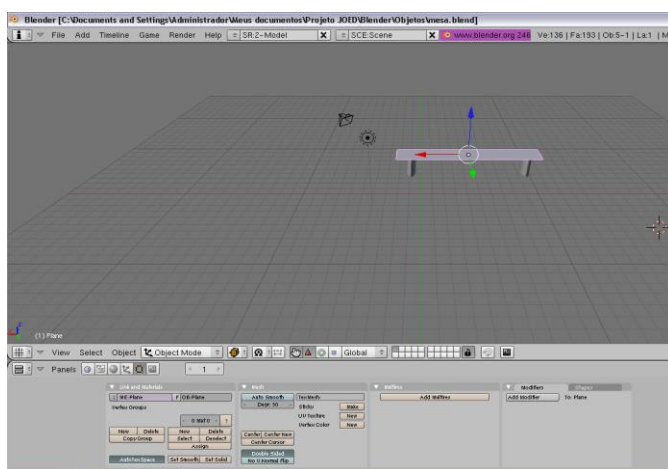 Blender [C:\Documents and Settings\Administrador\Meus documentos\Projeto JOED\Blender\Objetos\mesa.blend]
File Add Timeline Game Render Help SR:2-Model X SCE:Scene X www.blender.org 246 Ve:136 | Fa:193 | Ob:5-1 | La:1 | M
(1) Plane
View Select Object Object Mode Global
Panels 1
Link and Materials Mesh Multires Modifiers Shapes
ME:Plane F OB:Plane Auto Smooth TexMesh: Add Multires Add Modifier To: Plane
Vertex Groups Degr: 30 Sticky Make
0 Mat 0 ? UV Texture New
Vertex Color New
New Delete New Delete
Copy Group Select Deselect Center Center New
Assign Center Cursor
AutoTexSpace Set Smooth Set Solid Double Sided
No V.Normal Flip